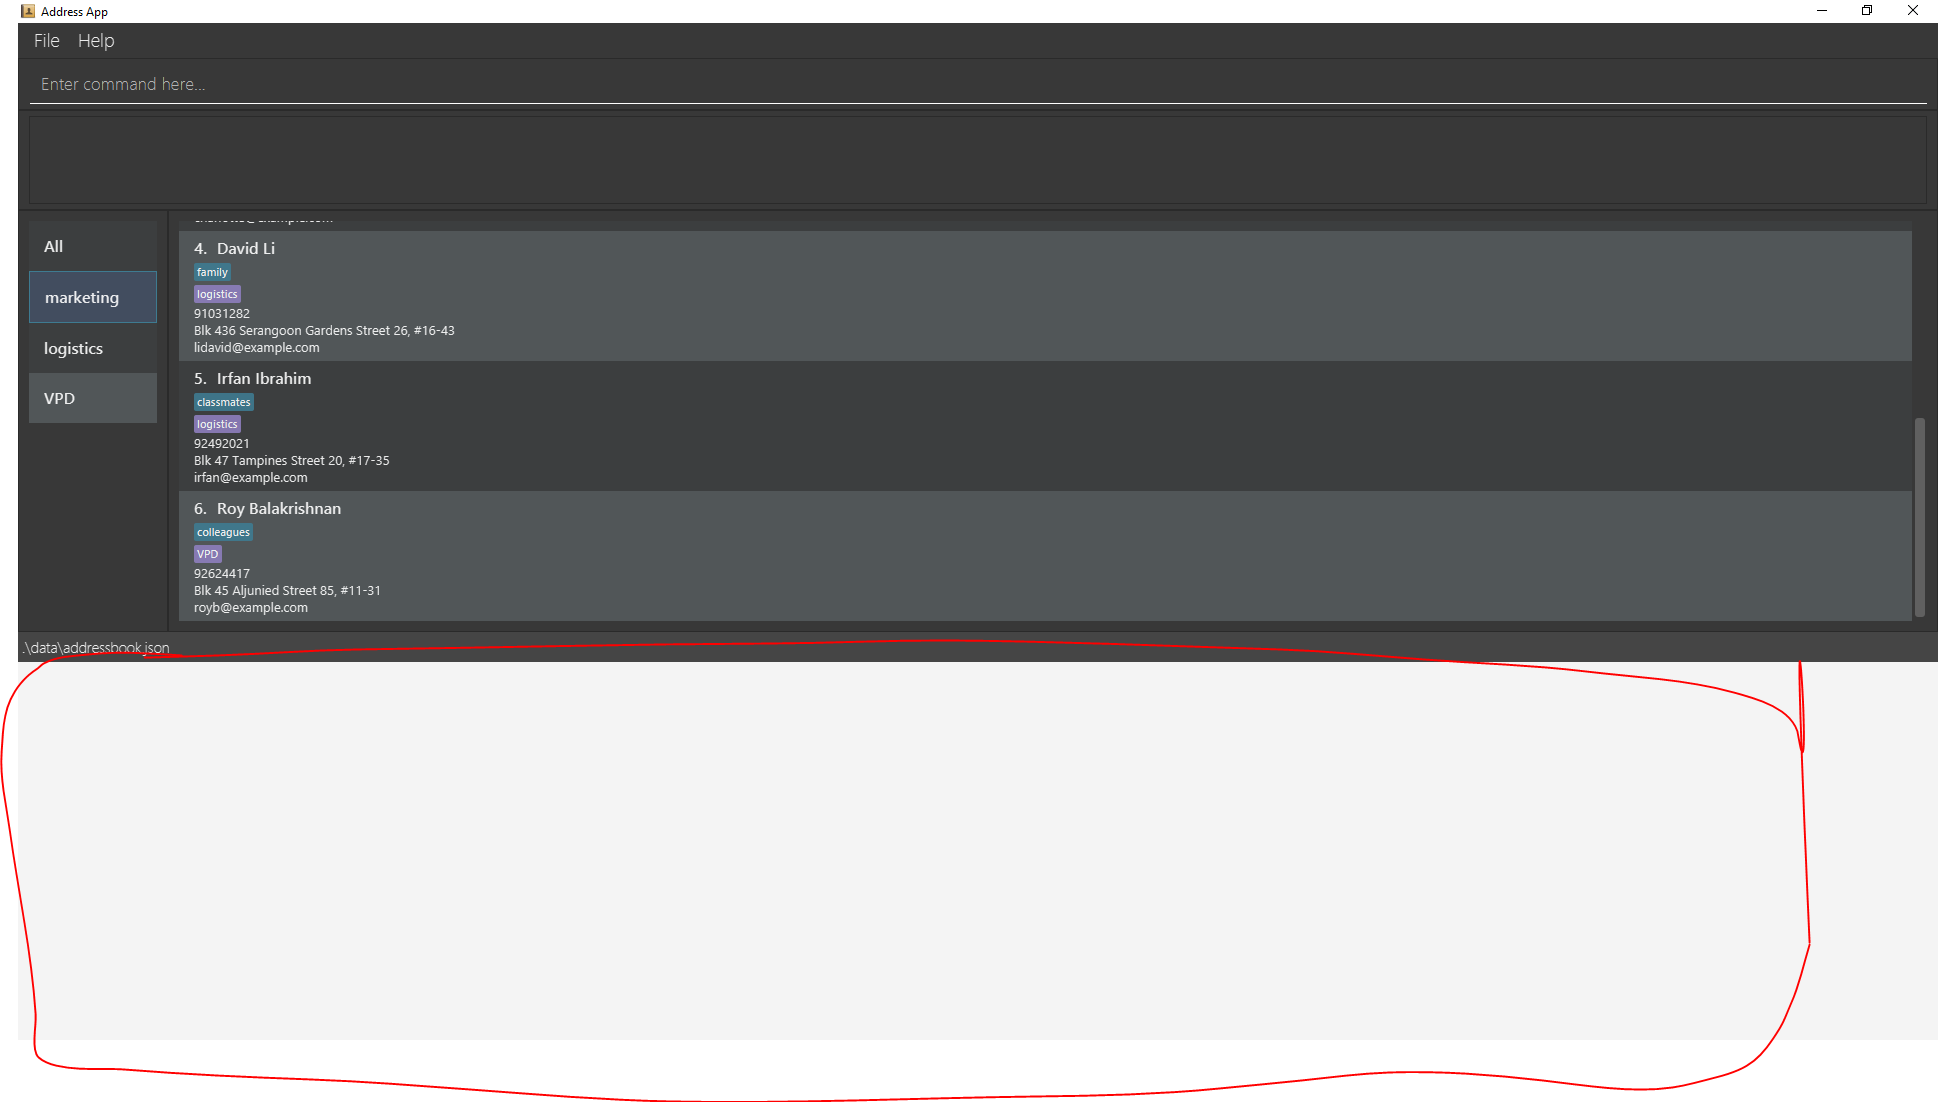 Address App
File Help
Enter command here...
All
marketing
logistics
VPD
4. David Li
family
logistics
91031282
Blk 436 Serangoon Gardens Street 26, #16-43
lidavid@example.com
5. Irfan Ibrahim
classmates
logistics
92492021
Blk 47 Tampines Street 20, #17-35
irfan@example.com
6. Roy Balakrishnan
colleagues
VPD
92624417
Blk 45 Aljunied Street 85, #11-31
royb@example.com
.\data\addressbook.json